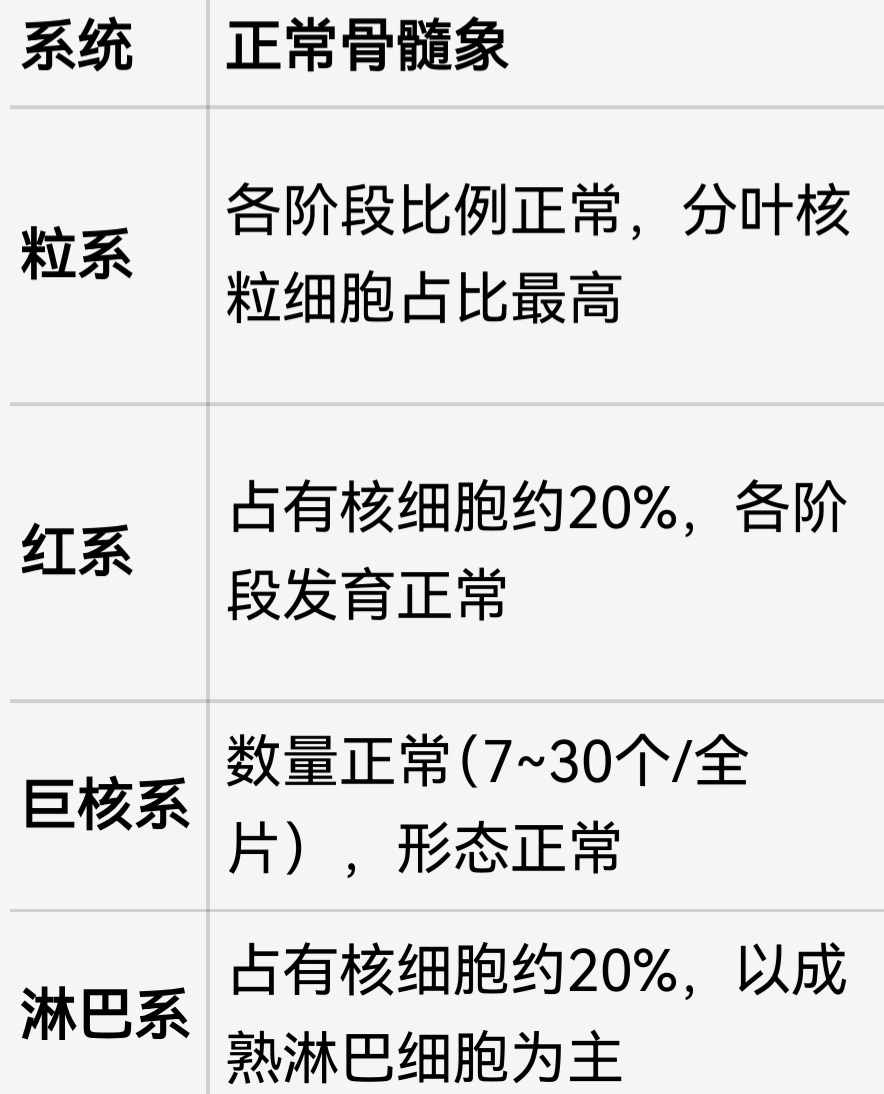 系统 正常骨髓象
粒系 各阶段比例正常，分叶核
粒细胞占比最高
红系 占有核细胞约20%，各阶
段发育正常
巨核系 数量正常(7~30个/全
片），形态正常
淋巴系 占有核细胞约20%，以成
熟淋巴细胞为主